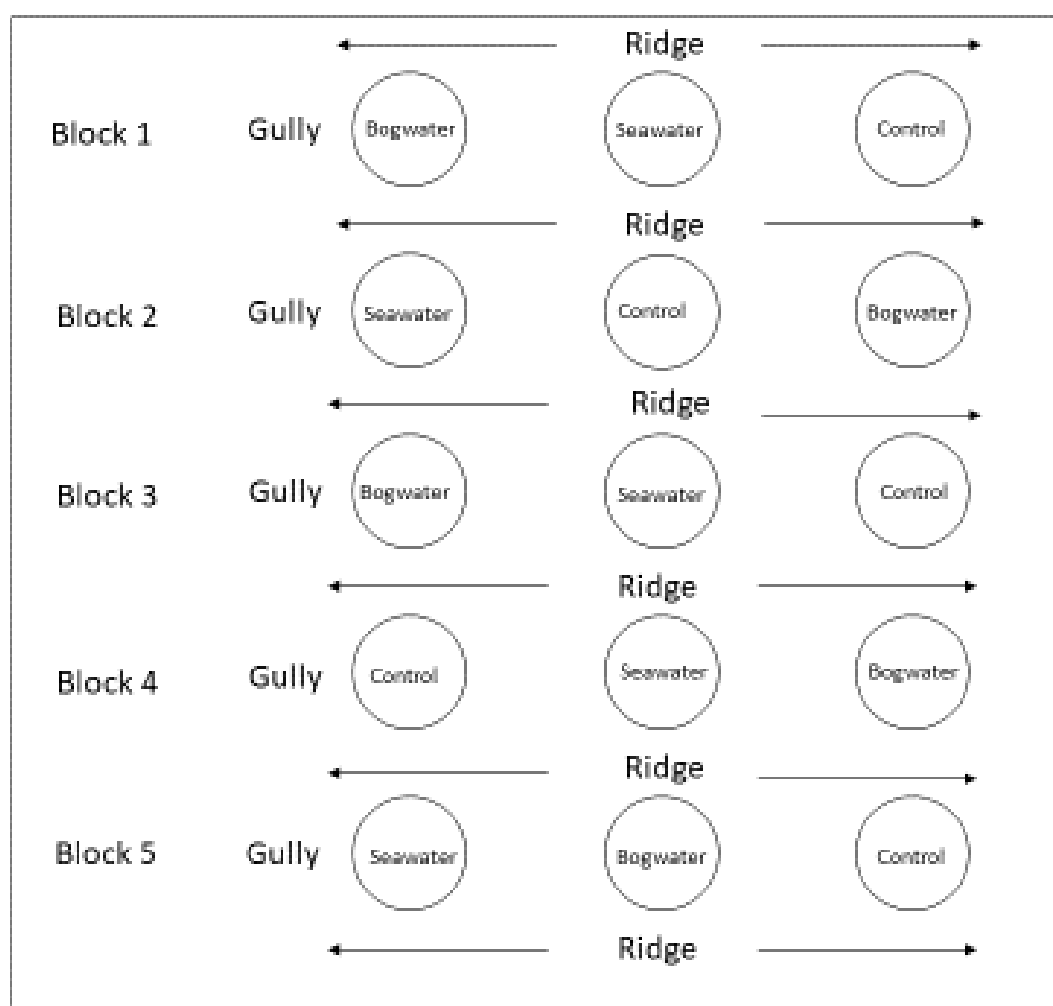 Ridge
Block 1 Gully Bogwater Seawater Control
Ridge
Block 2 Gully Seawater Control Bogwater
Ridge
Block 3 Gully Bogwater Seawater Control
Ridge
Block 4 Gully Control Seawater Bogwater
Ridge
Block 5 Gully Seawater Bogwater Control
Ridge